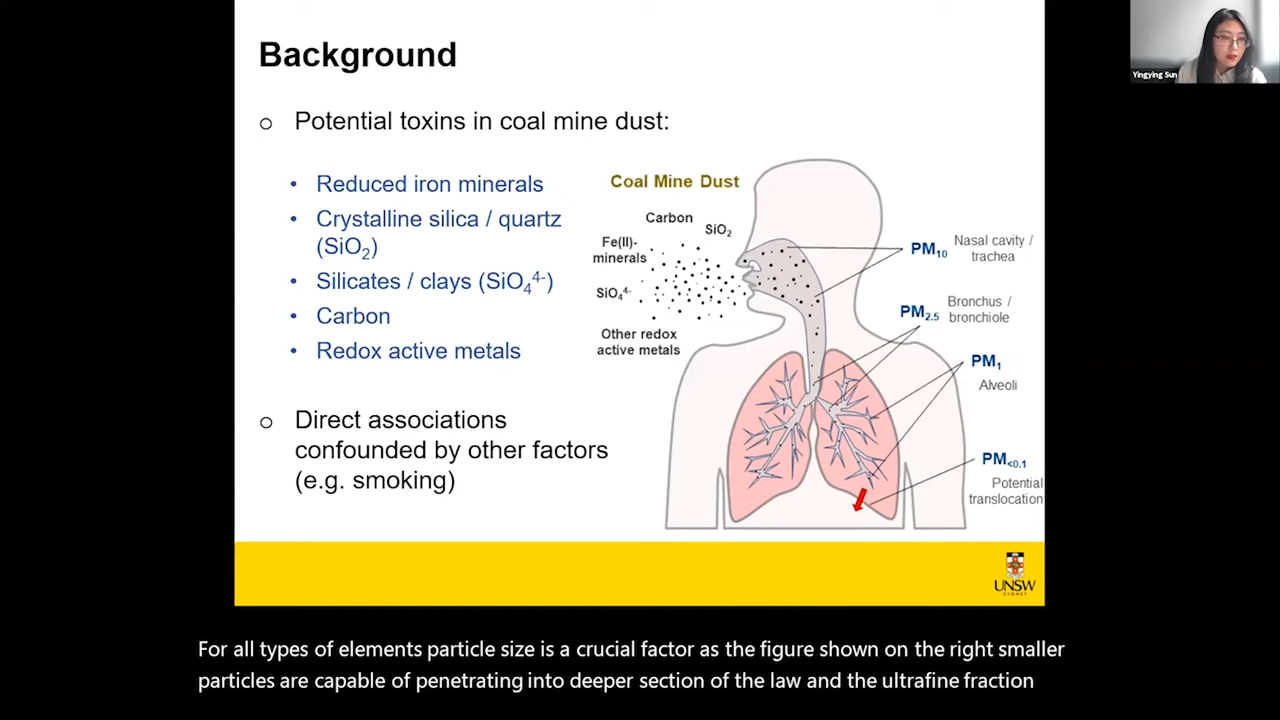 Background
Potential toxins in coal mine dust:
Reduced iron minerals
Crystalline silica / quartz
(SiO₂)
Silicates / clays (SiO₄⁴⁻)
Carbon
Redox active metals
Direct associations
confounded by other factors
(e.g. smoking)
Coal Mine Dust
Carbon
SiO₂
Fe(II)-
minerals
SiO₄⁴⁻
Other redox
active metals
PM₁₀
Nasal cavity /
trachea
PM₂.₅
Bronchus /
bronchiole
PM₁
Alveoli
PM<₀.₁
Potential
translocation
UNSW
SYDNEY
Yingying Sun
For all types of elements particle size is a crucial factor as the figure shown on the right smaller
particles are capable of penetrating into deeper section of the law and the ultrafine fraction